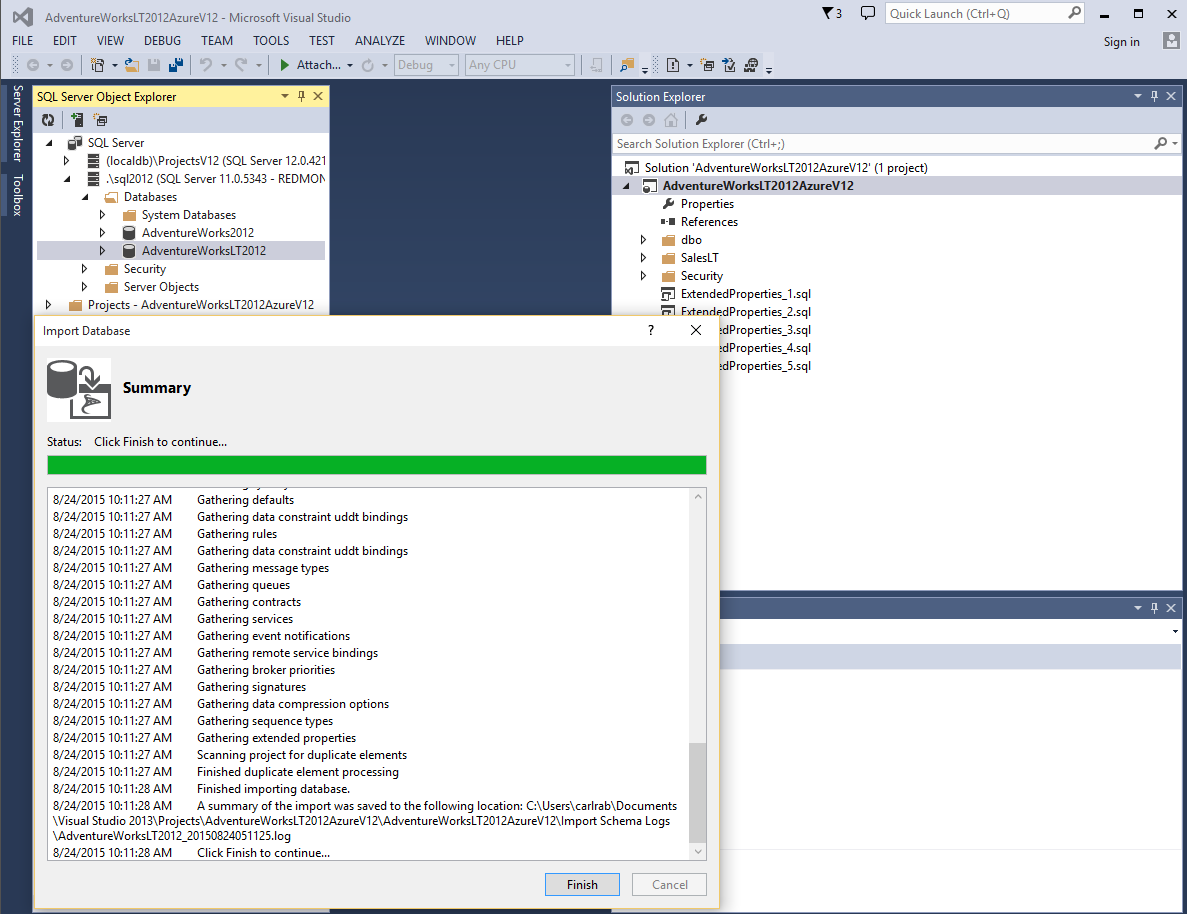 AdventureWorksLT2012AzureV12 - Microsoft Visual Studio
3
Quick Launch (Ctrl+Q)
FILE EDIT VIEW DEBUG TEAM TOOLS TEST ANALYZE WINDOW HELP
Sign in
Attach...
Debug
Any CPU
Server Explorer
Toolbox
SQL Server Object Explorer
SQL Server
(localdb)\ProjectsV12 (SQL Server 12.0.421
.\sql2012 (SQL Server 11.0.5343 - REDMON
Databases
System Databases
AdventureWorks2012
AdventureWorksLT2012
Security
Server Objects
Projects - AdventureWorksLT2012AzureV12
Solution Explorer
Search Solution Explorer (Ctrl+;)
Solution 'AdventureWorksLT2012AzureV12' (1 project)
AdventureWorksLT2012AzureV12
Properties
References
dbo
SalesLT
Security
ExtendedProperties_1.sql
ExtendedProperties_2.sql
edProperties_3.sql
edProperties_4.sql
edProperties_5.sql
Import Database
?
Summary
Status: Click Finish to continue...
8/24/2015 10:11:27 AM Gathering defaults
8/24/2015 10:11:27 AM Gathering data constraint uddt bindings
8/24/2015 10:11:27 AM Gathering rules
8/24/2015 10:11:27 AM Gathering data constraint uddt bindings
8/24/2015 10:11:27 AM Gathering message types
8/24/2015 10:11:27 AM Gathering queues
8/24/2015 10:11:27 AM Gathering contracts
8/24/2015 10:11:27 AM Gathering services
8/24/2015 10:11:27 AM Gathering event notifications
8/24/2015 10:11:27 AM Gathering remote service bindings
8/24/2015 10:11:27 AM Gathering broker priorities
8/24/2015 10:11:27 AM Gathering signatures
8/24/2015 10:11:27 AM Gathering data compression options
8/24/2015 10:11:27 AM Gathering sequence types
8/24/2015 10:11:27 AM Gathering extended properties
8/24/2015 10:11:27 AM Scanning project for duplicate elements
8/24/2015 10:11:27 AM Finished duplicate element processing
8/24/2015 10:11:28 AM Finished importing database.
8/24/2015 10:11:28 AM A summary of the import was saved to the following location: C:\Users\carlrab\Documents
\Visual Studio 2013\Projects\AdventureWorksLT2012AzureV12\AdventureWorksLT2012AzureV12\Import Schema Logs
\AdventureWorksLT2012_20150824051125.log
8/24/2015 10:11:28 AM Click Finish to continue...
Finish
Cancel